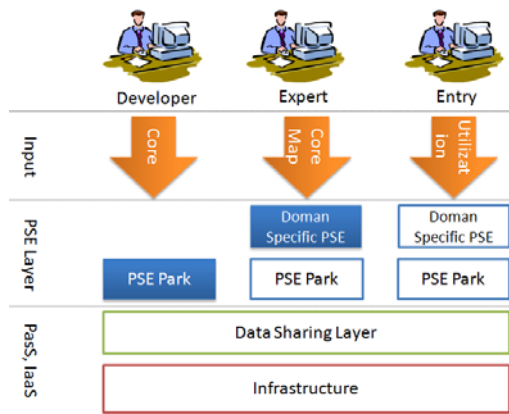 Developer
Expert
Entry
Input
Core
Core
Map
Utilizat
ion
PSE Layer
Doman
Specific PSE
Doman
Specific PSE
PSE Park
PSE Park
PSE Park
PasS, IaaS
Data Sharing Layer
Infrastructure